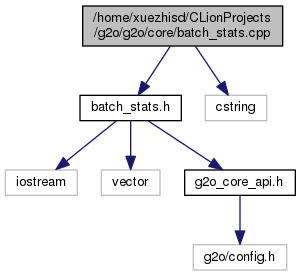 /home/xuezhisd/CLionProjects
/g2o/g2o/core/batch_stats.cpp
batch_stats.h
cstring
iostream
vector
g2o_core_api.h
g2o/config.h